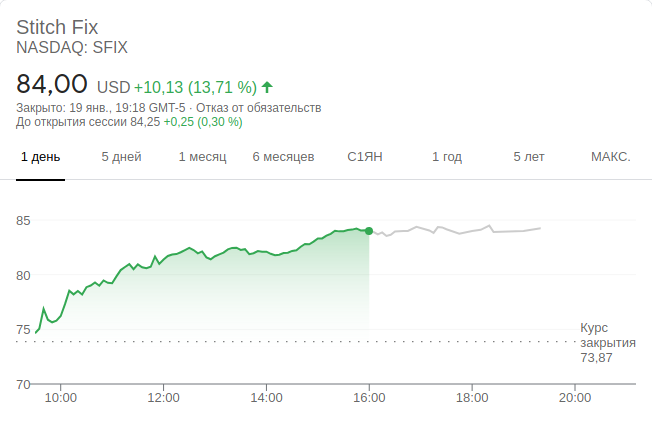 Stitch Fix
NASDAQ: SFIX
84,00 USD +10,13 (13,71 %)
Закрыто: 19 янв., 19:18 GMT-5 · Отказ от обязательств
До открытия сессии 84,25 +0,25 (0,30 %)
1 день 5 дней 1 месяц 6 месяцев С1ЯН 1 год 5 лет МАКС.
85
80
75
Курс
закрытия
73,87
70
10:00 12:00 14:00 16:00 18:00 20:00